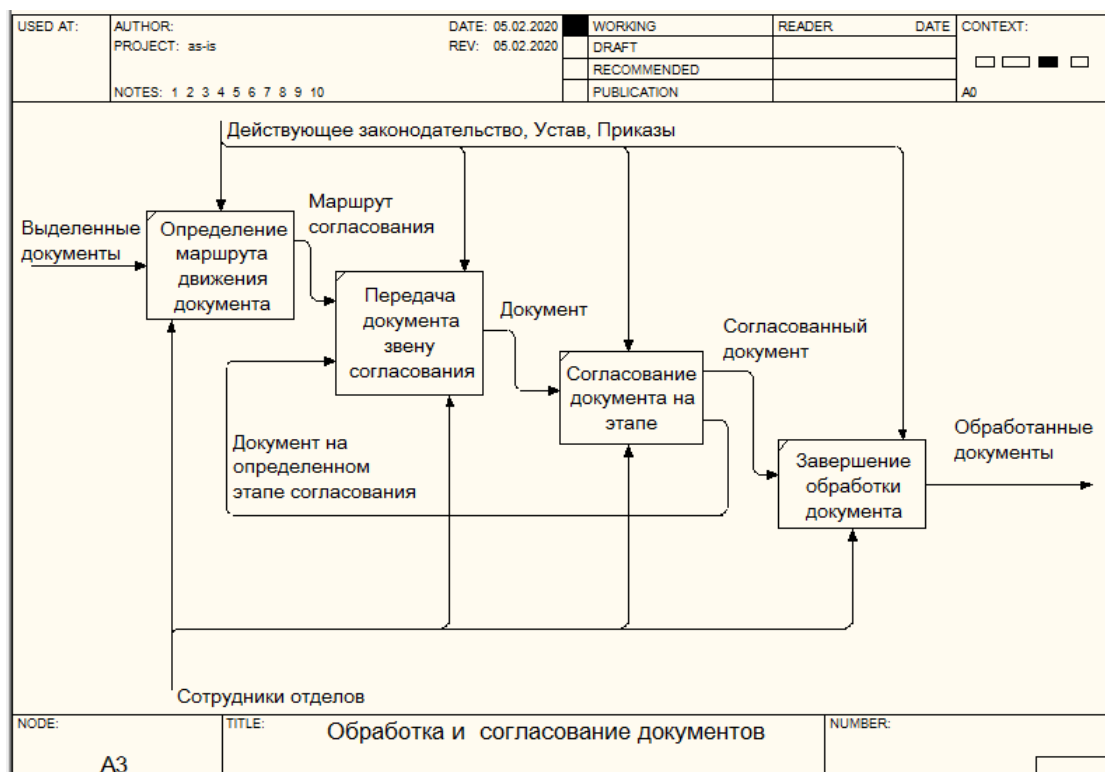 USED AT:
AUTHOR:
DATE: 05.02.2020
PROJECT: as-is
REV: 05.02.2020
NOTES: 1 2 3 4 5 6 7 8 9 10
WORKING
DRAFT
RECOMMENDED
PUBLICATION
READER
DATE
CONTEXT:
A0
Действующее законодательство, Устав, Приказы
Выделенные
документы
Определение
маршрута
движения
документа
Маршрут
согласования
Передача
документа
звену
согласования
Документ
Согласование
документа на
этапе
Согласованный
документ
Документ на
определенном
этапе согласования
Завершение
обработки
документа
Обработанные
документы
Сотрудники отделов
NODE:
A3
TITLE:
Обработка и согласование документов
NUMBER: